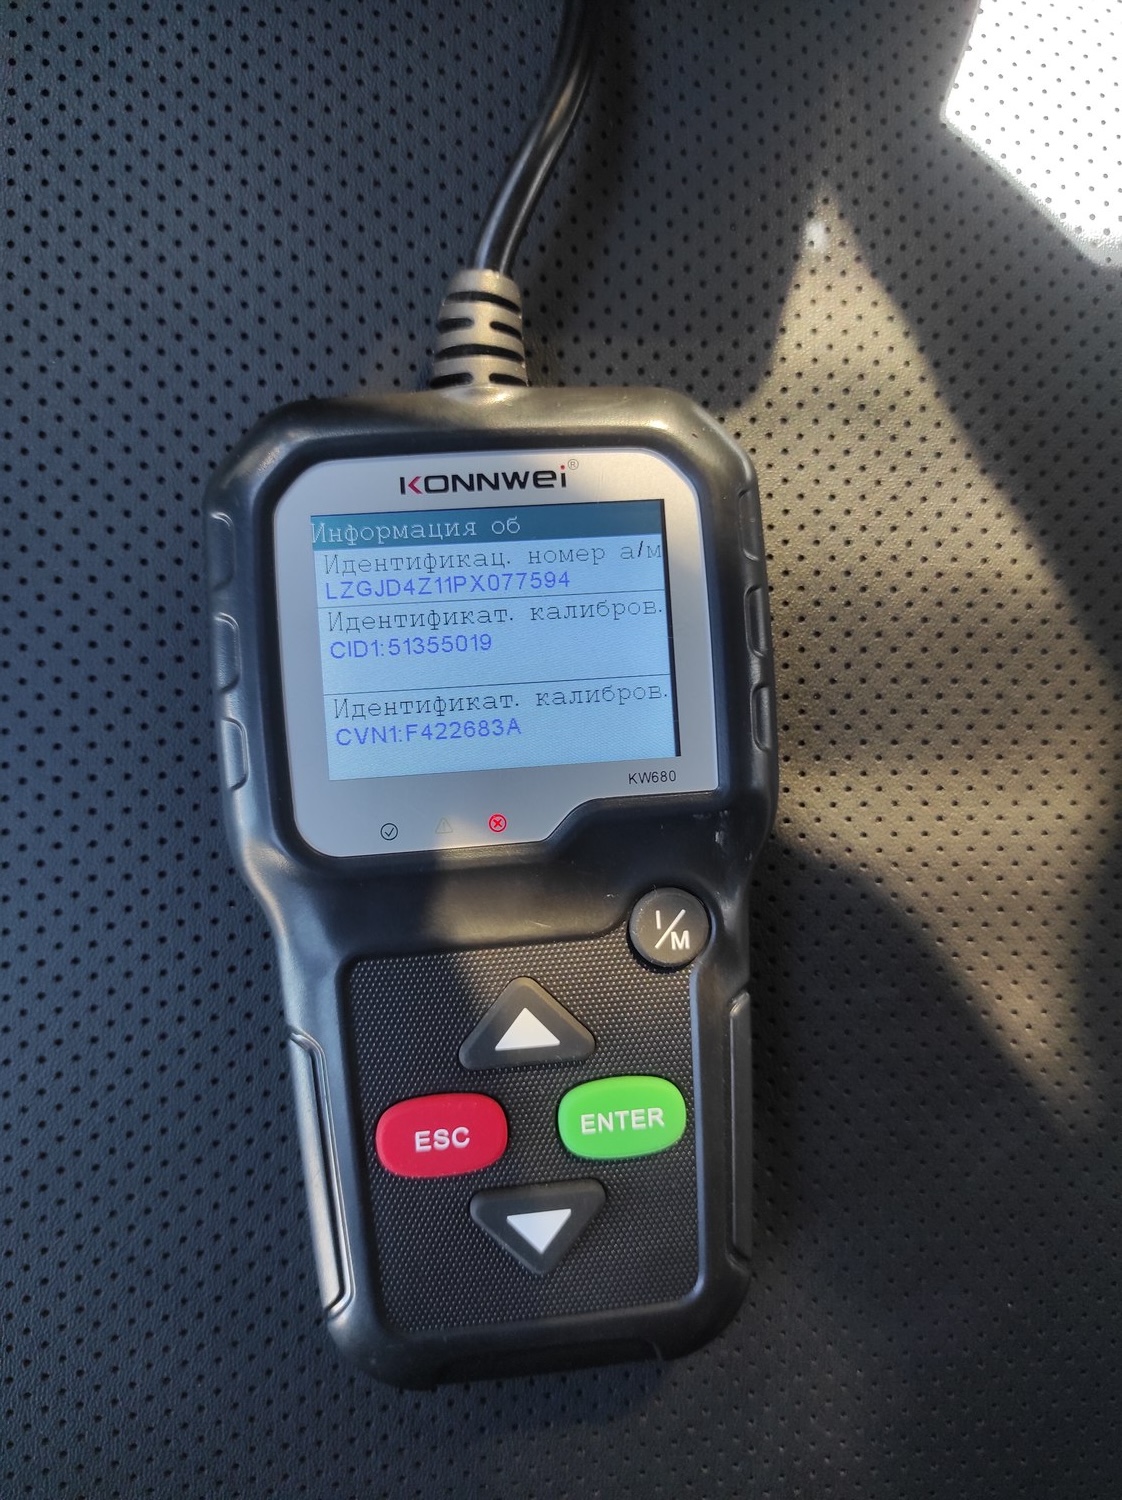 KONNWEI®
Информация об
Идентификац. номер а/м
LZGJD4Z11PX077594
Идентификат. калибров.
CID1:51355019
Идентификат. калибров.
CVN1:F422683A
KW680
I/M
ESC
ENTER